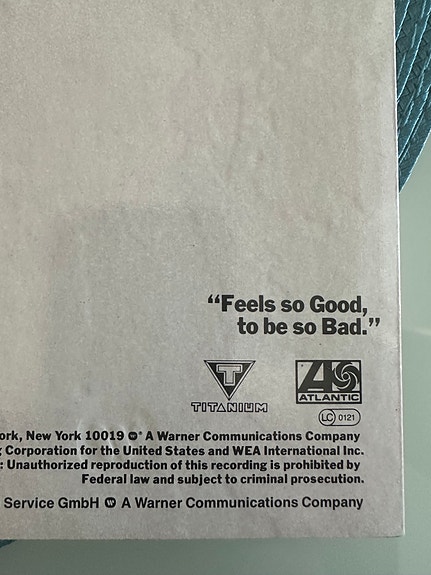 “Feels so Good,
to be so Bad.”
T
TITANIUM
ATLANTIC
LC 0121
ork, New York 10019 W* A Warner Communications Company
Corporation for the United States and WEA International Inc.
: Unauthorized reproduction of this recording is prohibited by
Federal law and subject to criminal prosecution.
Service GmbH W A Warner Communications Company